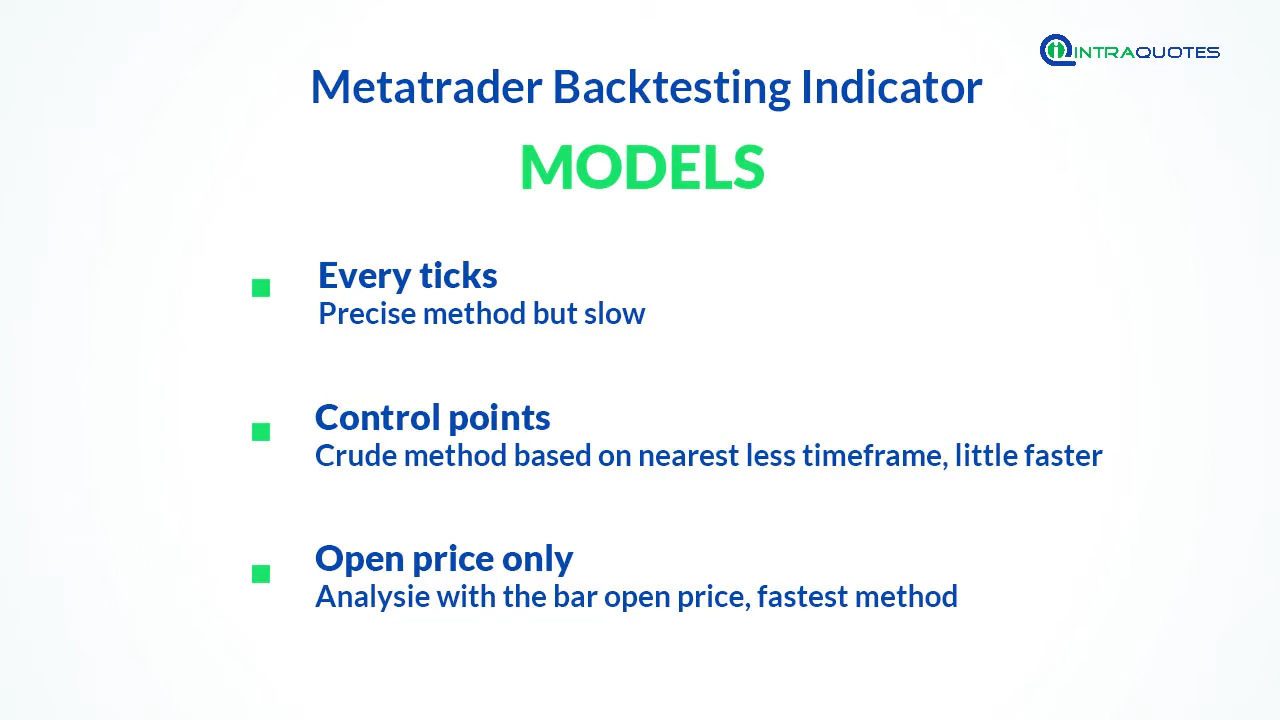 INTRAQUOTES
Metatrader Backtesting Indicator
MODELS
Every ticks
Precise method but slow
Control points
Crude method based on nearest less timeframe, little faster
Open price only
Analysie with the bar open price, fastest method